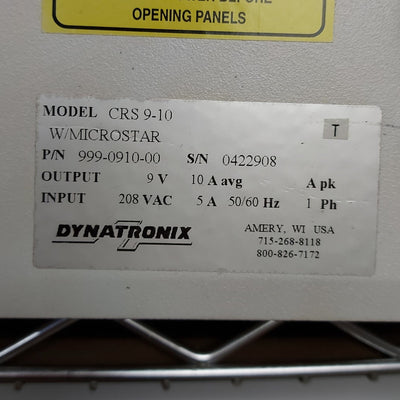 OPENING PANELS
MODEL CRS 9-10
W/MICROSTAR
T
P/N 999-0910-00 S/N 0422908
OUTPUT 9 V 10 A avg A pk
INPUT 208 VAC 5 A 50/60 Hz 1 Ph
DYNATRONIX
AMERY, WI USA
715-268-8118
800-826-7172